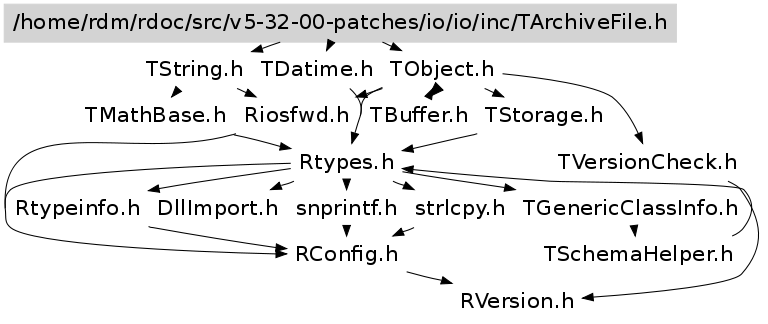 /home/rdm/rdoc/src/v5-32-00-patches/io/io/inc/TArchiveFile.h
TString.h TDatime.h TObject.h
TMathBase.h Riosfwd.h TBuffer.h TStorage.h
Rtypes.h TVersionCheck.h
Rtypeinfo.h DllImport.h snprintf.h strlcpy.h TGenericClassInfo.h
RConfig.h TSchemaHelper.h
RVersion.h